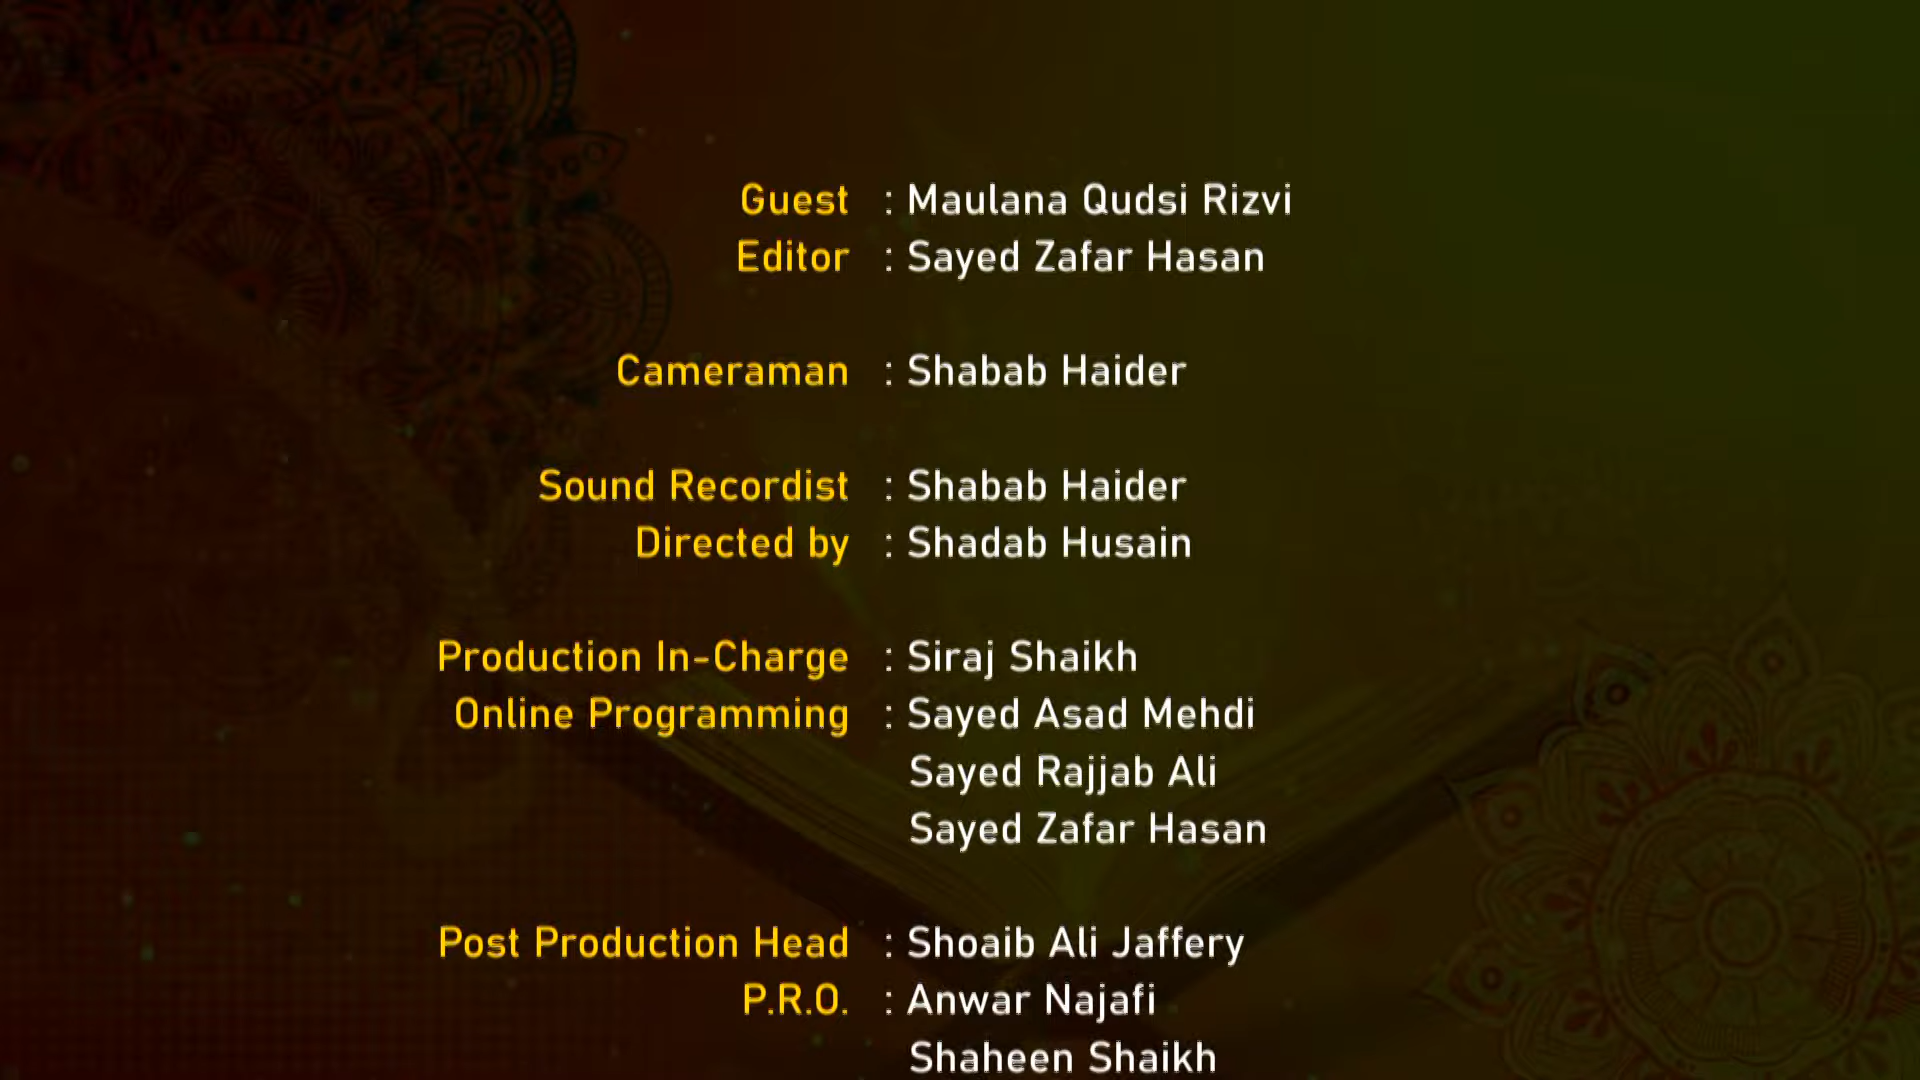 Guest : Maulana Qudsi Rizvi
Editor : Sayed Zafar Hasan
Cameraman : Shabab Haider
Sound Recordist : Shabab Haider
Directed by : Shadab Husain
Production In-Charge : Siraj Shaikh
Online Programming : Sayed Asad Mehdi
Sayed Rajjab Ali
Sayed Zafar Hasan
Post Production Head : Shoaib Ali Jaffery
P.R.O. : Anwar Najafi
Shaheen Shaikh